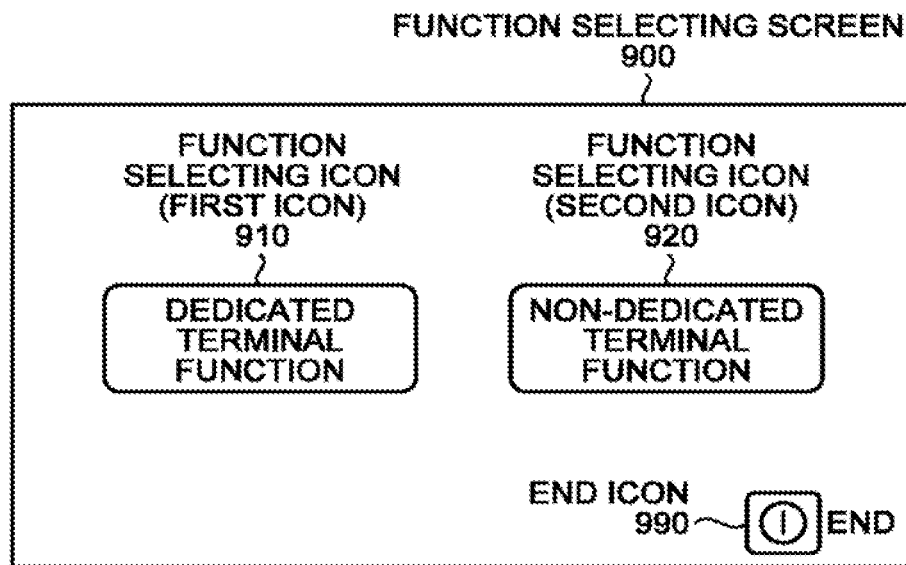 FUNCTION SELECTING SCREEN
900
FUNCTION
SELECTING ICON
(FIRST ICON)
910
DEDICATED
TERMINAL
FUNCTION
FUNCTION
SELECTING ICON
(SECOND ICON)
920
NON-DEDICATED
TERMINAL
FUNCTION
END ICON
990
END